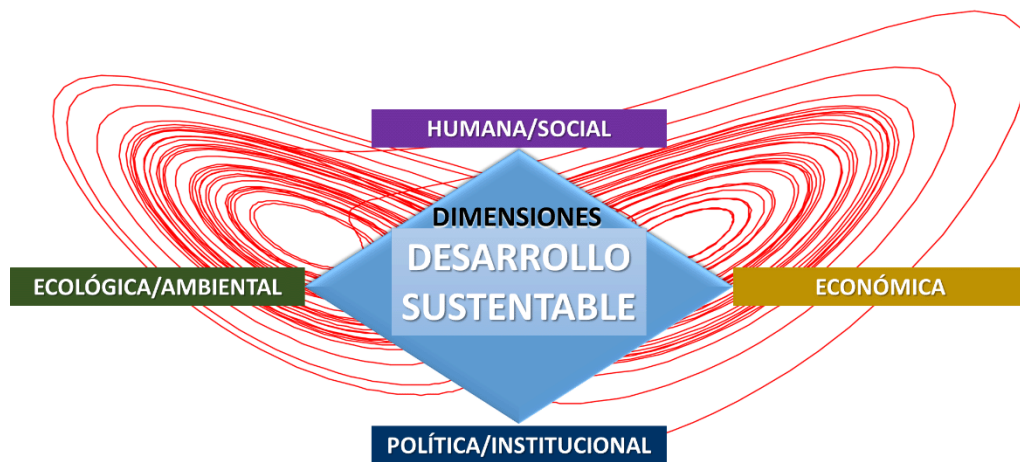 HUMANA/SOCIAL
DIMENSIONES
DESARROLLO
SUSTENTABLE
ECOLÓGICA/AMBIENTAL
ECONÓMICA
POLÍTICA/INSTITUCIONAL